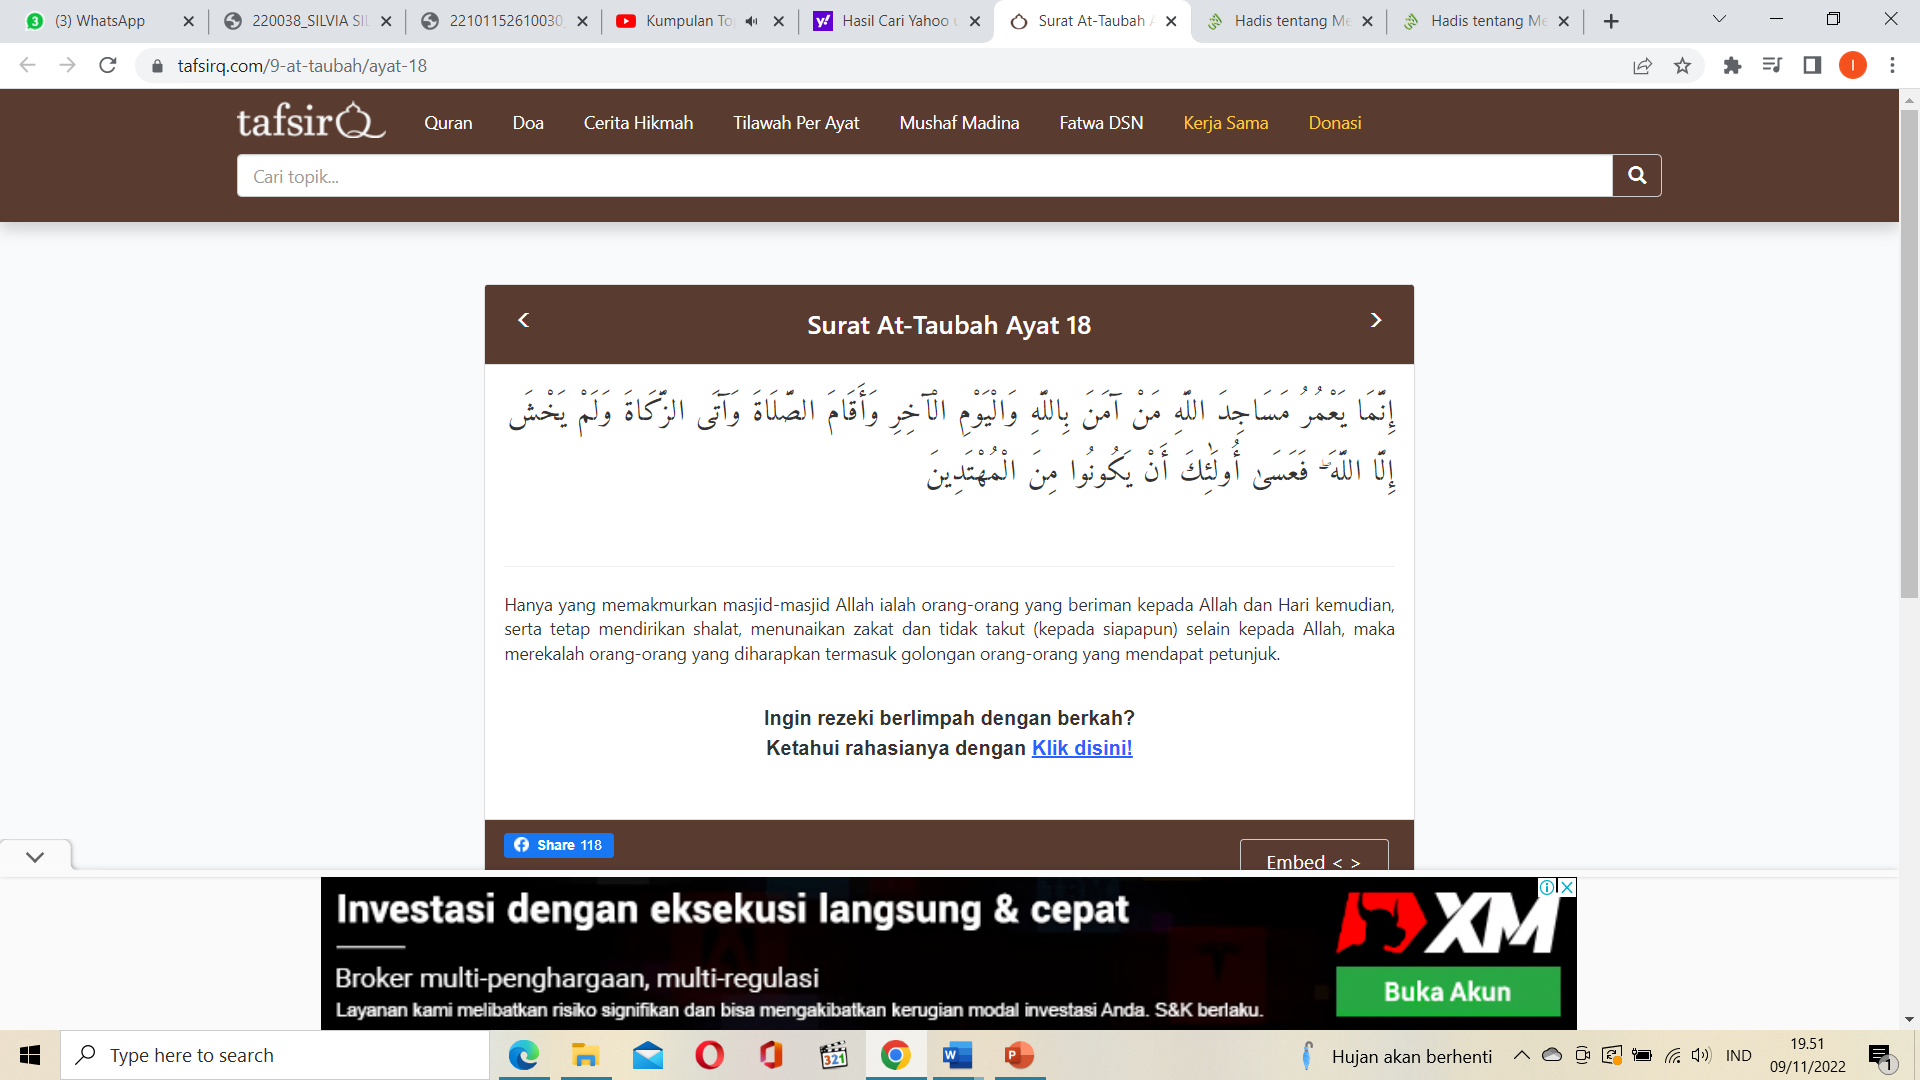 (3) WhatsApp
220038_SILVIA SIL
22101152610030
Kumpulan To
Hasil Cari Yahoo
Surat At-Taubah
Hadis tentang Me
Hadis tentang Me
tafsirq.com/9-at-taubah/ayat-18
I
tafsirQ
Quran Doa Cerita Hikmah Tilawah Per Ayat Mushaf Madina Fatwa DSN Kerja Sama Donasi
Cari topik...
Surat At-Taubah Ayat 18
إِنَّمَا يَعْمُرُ مَسَاجِدَ اللَّهِ مَنْ آمَنَ بِاللَّهِ وَالْيَوْمِ الْآخِرِ وَأَقَامَ الصَّلَاةَ وَآتَى الزَّكَاةَ وَلَمْ يَخْشَ
إِلَّا اللَّهَ ۖ فَعَسَىٰ أُولَٰئِكَ أَنْ يَكُونُوا مِنَ الْمُهْتَدِينَ
Hanya yang memakmurkan masjid-masjid Allah ialah orang-orang yang beriman kepada Allah dan Hari kemudian,
serta tetap mendirikan shalat, menunaikan zakat dan tidak takut (kepada siapapun) selain kepada Allah, maka
merekalah orang-orang yang diharapkan termasuk golongan orang-orang yang mendapat petunjuk.
Ingin rezeki berlimpah dengan berkah?
Ketahui rahasianya dengan Klik disini!
Share 118
Embed < >
Investasi dengan eksekusi langsung & cepat
Broker multi-penghargaan, multi-regulasi
Layanan kami melibatkan risiko signifikan dan bisa mengakibatkan kerugian modal investasi Anda. S&K berlaku.
XM
Buka Akun
Type here to search
321
Hujan akan berhenti
IND
19.51
09/11/2022
1